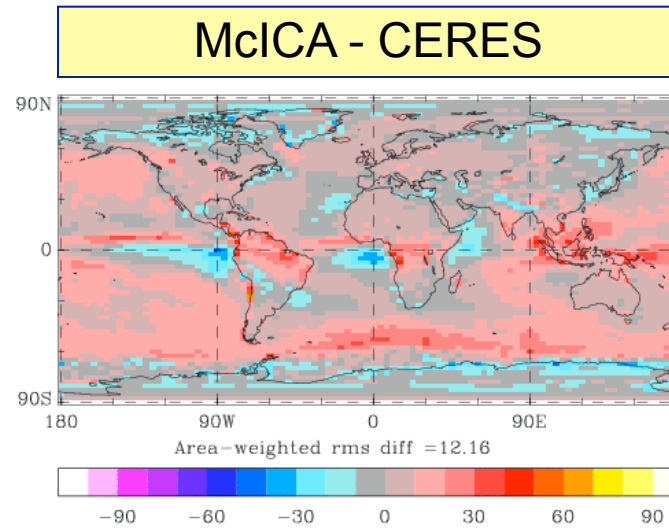 McICA - CERES
90N
0
90S
180 90W 0 90E
Area-weighted rms diff =12.16
-90 -60 -30 0 30 60 90